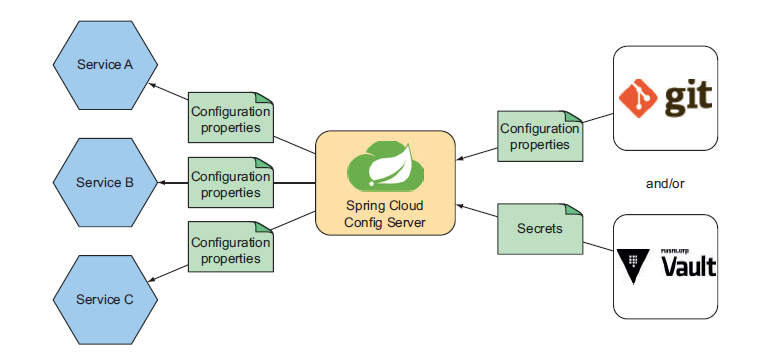 Service A
Configuration
properties
Service B
Configuration
properties
Service C
Configuration
properties
Spring Cloud
Config Server
Configuration
properties
Secrets
git
and/or
Vault